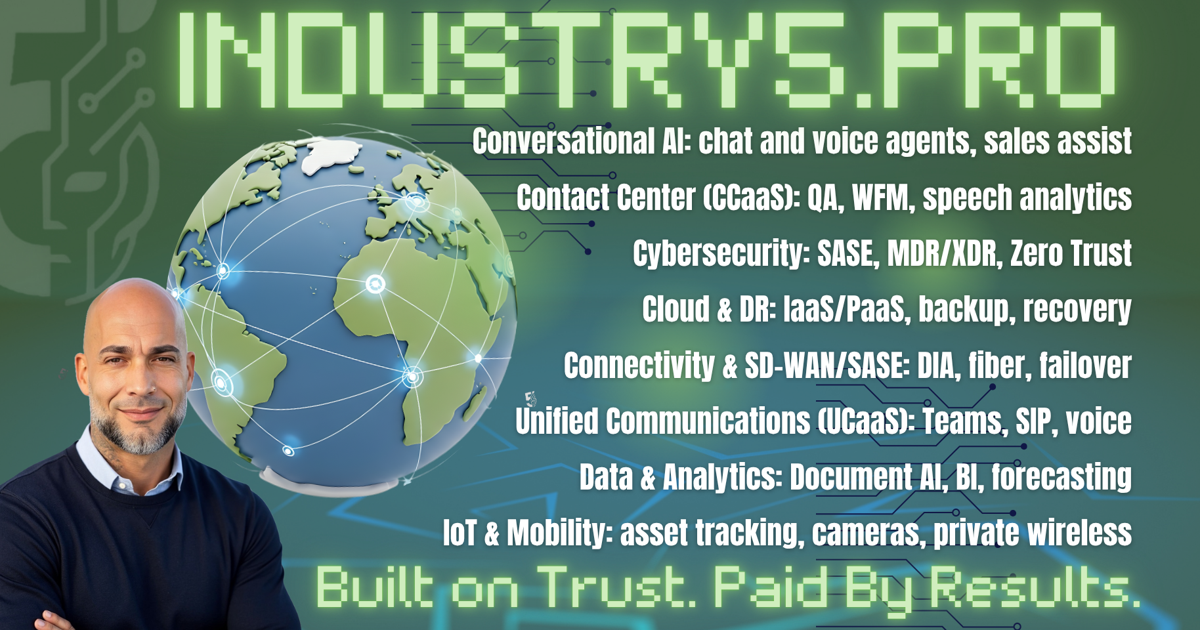 INDUSTRY5.PRO
Conversational AI: chat and voice agents, sales assist
Contact Center (CCaaS): QA, WFM, speech analytics
Cybersecurity: SASE, MDR/XDR, Zero Trust
Cloud & DR: IaaS/PaaS, backup, recovery
Connectivity & SD-WAN/SASE: DIA, fiber, failover
Unified Communications (UCaaS): Teams, SIP, voice
Data & Analytics: Document AI, BI, forecasting
IoT & Mobility: asset tracking, cameras, private wireless
Built on Trust. Paid By Results.